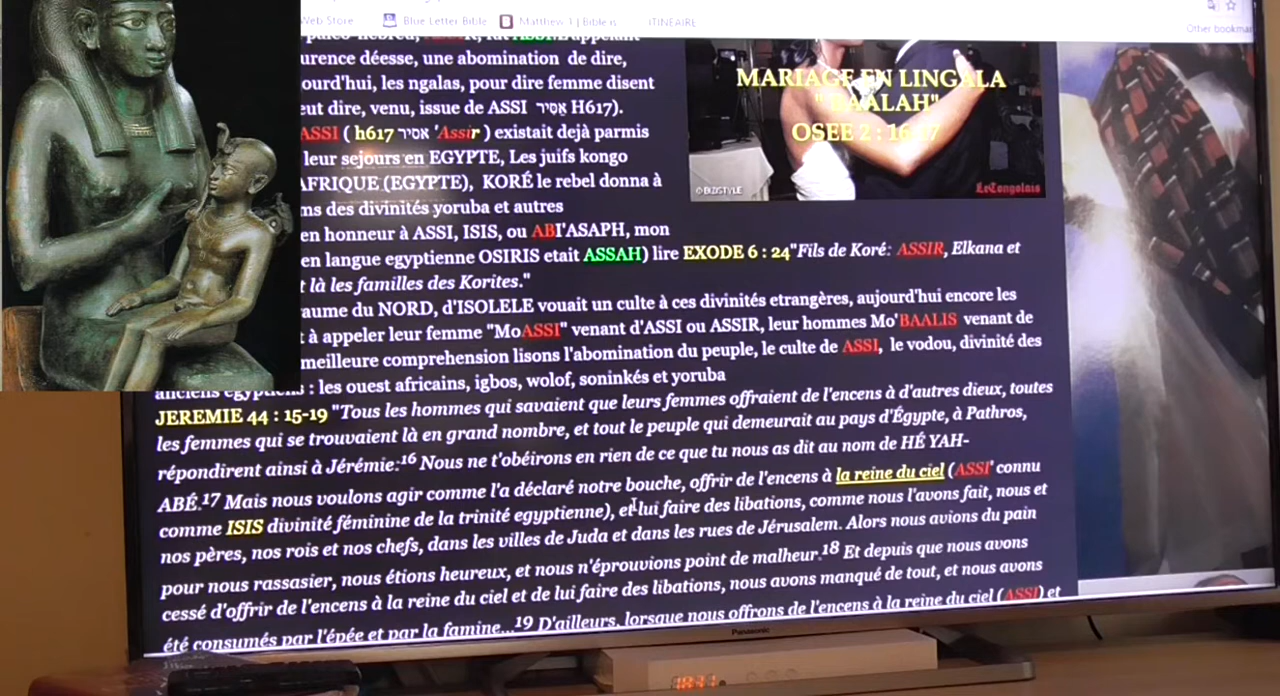 Web Store
Blue Letter Bible
Matthew 1 | Bible is
ITINEAIRE
Other bookmar
urence déesse, une abomination de dire,
ourd'hui, les ngalas, pour dire femme disent
eut dire, venu, issue de ASSI אסיר H617).
ASSI ( h617 אסיר 'Assir ) existait dejà parmis
leur sejours en EGYPTE, Les juifs kongo
AFRIQUE (EGYPTE), KORÉ le rebel donna à
ms des divinités yoruba et autres
en honneur à ASSI, ISIS, ou ABI'ASAPH, mon
en langue egyptienne OSIRIS etait ASSAH) lire EXODE 6 : 24 "Fils de Koré: ASSIR, Elkana et
t là les familles des Korites."
aume du NORD, d'ISOLELE vouait un culte à ces divinités etrangères, aujourd'hui encore les
t à appeler leur femme "MoASSI" venant d'ASSI ou ASSIR, leur hommes Mo'BAALIS venant de
meilleure comprehension lisons l'abomination du peuple, le culte de ASSI, le vodou, divinité des
anciens egyptiens : les ouest africains, igbos, wolof, soninkés et yoruba
JEREMIE 44 : 15-19 "Tous les hommes qui savaient que leurs femmes offraient de l'encens à d'autres dieux, toutes
les femmes qui se trouvaient là en grand nombre, et tout le peuple qui demeurait au pays d'Égypte, à Pathros,
répondirent ainsi à Jérémie:16 Nous ne t'obéirons en rien de ce que tu nous as dit au nom de HÉ YAH-
ABÉ.17 Mais nous voulons agir comme l'a déclaré notre bouche, offrir de l'encens à la reine du ciel (ASSI' connu
comme ISIS divinité féminine de la trinité egyptienne), et lui faire des libations, comme nous l'avons fait, nous et
nos pères, nos rois et nos chefs, dans les villes de Juda et dans les rues de Jérusalem. Alors nous avions du pain
pour nous rassasier, nous étions heureux, et nous n'éprouvions point de malheur.18 Et depuis que nous avons
cessé d'offrir de l'encens à la reine du ciel et de lui faire des libations, nous avons manqué de tout, et nous avons
été consumés par l'épée et par la famine...19 D'ailleurs, lorsque nous offrons de l'encens à la reine du ciel (ASSI) et
MARIAGE EN LINGALA
" BAALAH"
OSEE 2 : 16
© BIZISTYLE
LeCongolais
Panasonic